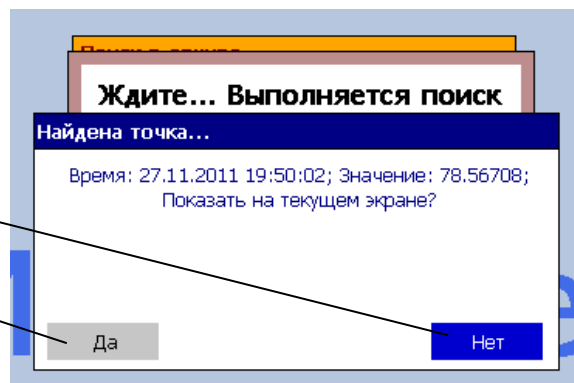 Ждите... Выполняется поиск
Найдена точка...
Время: 27.11.2011 19:50:02; Значение: 78.56708;
Показать на текущем экране?
Да
Нет